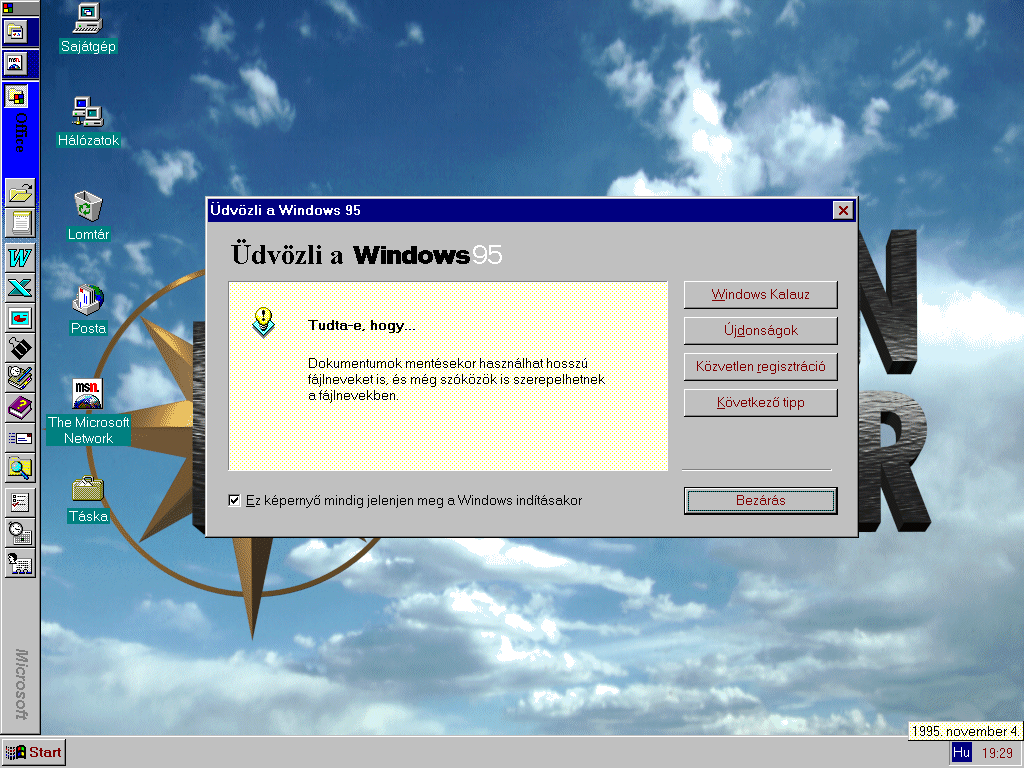 Sajátgép
Hálózatok
Lomtár
Posta
msn.
The Microsoft
Network
Táska
Office
Microsoft
Üdvözli a Windows 95
Üdvözli a Windows95
Tudta-e, hogy...
Dokumentumok mentésekor használhat hosszú
fájlneveket is, és még szóközök is szerepelhetnek
a fájlnevekben.
Windows Kalauz
Újdonságok
Közvetlen regisztráció
Következő tipp
Ez képernyő mindig jelenjen meg a Windows indításakor
Bezárás
N
R
1995. november 4.
Start
Hu
19:29